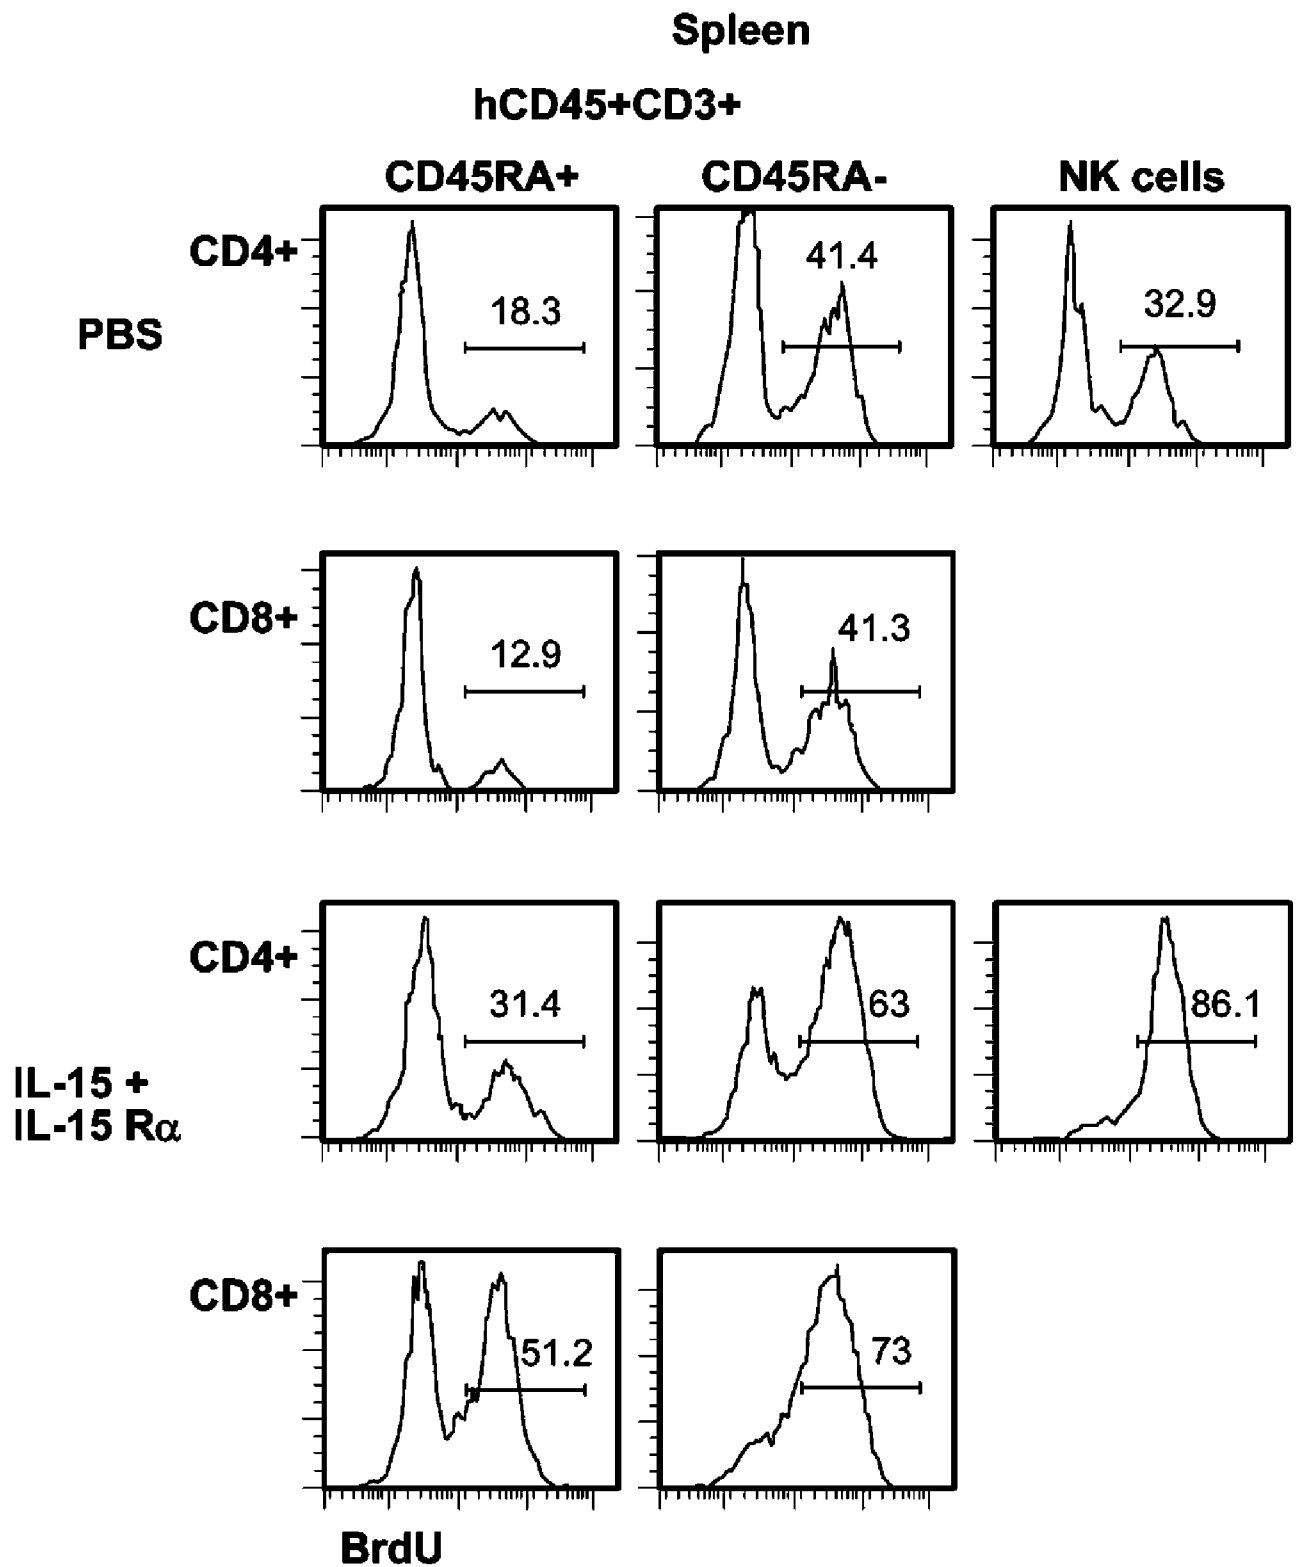 Spleen
hCD45+CD3+
CD45RA+ CD45RA- NK cells
CD4+ 18.3 41.4 32.9
PBS
CD8+ 12.9 41.3
CD4+ 31.4 63 86.1
IL-15 +
IL-15 Rα
CD8+ 51.2 73
BrdU